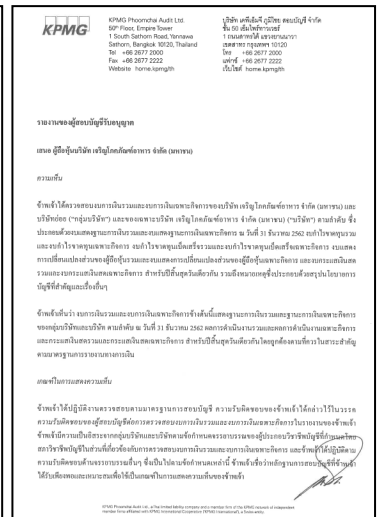 KPMG
KPMG Phoomchai Audit Ltd.
50th Floor, Empire Tower
1 South Sathorn Road, Yannawa
Sathorn, Bangkok 10120, Thailand
Tel +66 2677 2000
Fax +66 2677 2222
Website home.kpmg/th
บริษัท เคพีเอ็มจี ภูมิไชย สอบบัญชี จำกัด
ชั้น 50 เอ็มไพร์ทาวเวอร์
1 ถนนสาทรใต้ แขวงยานนาวา
เขตสาทร กรุงเทพฯ 10120
โทร +66 2677 2000
แฟกซ์ +66 2677 2222
เว็บไซต์ home.kpmg/th
รายงานของผู้สอบบัญชีรับอนุญาต
เสนอ ผู้ถือหุ้นบริษัท เจริญโภคภัณฑ์อาหาร จำกัด (มหาชน)
ความเห็น
ข้าพเจ้าได้ตรวจสอบงบการเงินรวมและงบการเงินเฉพาะกิจการของบริษัท เจริญโภคภัณฑ์อาหาร จำกัด (มหาชน) และ
บริษัทย่อย (“กลุ่มบริษัท”) และของเฉพาะบริษัท เจริญโภคภัณฑ์อาหาร จำกัด (มหาชน) (“บริษัท”) ตามลำดับ ซึ่ง
ประกอบด้วยงบแสดงฐานะการเงินรวมและงบแสดงฐานะการเงินเฉพาะกิจการ ณ วันที่ 31 ธันวาคม 2562 งบกำไรขาดทุนรวม
และงบกำไรขาดทุนเฉพาะกิจการ งบกำไรขาดทุนเบ็ดเสร็จรวมและงบกำไรขาดทุนเบ็ดเสร็จเฉพาะกิจการ งบแสดง
การเปลี่ยนแปลงส่วนของผู้ถือหุ้นรวมและงบแสดงการเปลี่ยนแปลงส่วนของผู้ถือหุ้นเฉพาะกิจการ และงบกระแสเงินสด
รวมและงบกระแสเงินสดเฉพาะกิจการ สำหรับปีสิ้นสุดวันเดียวกัน รวมถึงหมายเหตุซึ่งประกอบด้วยสรุปนโยบายการ
บัญชีที่สำคัญและเรื่องอื่นๆ
ข้าพเจ้าเห็นว่า งบการเงินรวมและงบการเงินเฉพาะกิจการข้างต้นนี้แสดงฐานะการเงินรวมและฐานะการเงินเฉพาะกิจการ
ของกลุ่มบริษัทและบริษัท ตามลำดับ ณ วันที่ 31 ธันวาคม 2562 ผลการดำเนินงานรวมและผลการดำเนินงานเฉพาะกิจการ
และกระแสเงินสดรวมและกระแสเงินสดเฉพาะกิจการ สำหรับปีสิ้นสุดวันเดียวกันโดยถูกต้องตามที่ควรในสาระสำคัญ
ตามมาตรฐานการรายงานทางการเงิน
เกณฑ์ในการแสดงความเห็น
ข้าพเจ้าได้ปฏิบัติงานตรวจสอบตามมาตรฐานการสอบบัญชี ความรับผิดชอบของข้าพเจ้าได้กล่าวไว้ในวรรค
ความรับผิดชอบของผู้สอบบัญชีต่อการตรวจสอบงบการเงินรวมและงบการเงินเฉพาะกิจการในรายงานของข้าพเจ้า
ข้าพเจ้ามีความเป็นอิสระจากกลุ่มบริษัทและบริษัทตามข้อกำหนดจรรยาบรรณของผู้ประกอบวิชาชีพบัญชีที่กำหนดโดย
สภาวิชาชีพบัญชีในส่วนที่เกี่ยวข้องกับการตรวจสอบงบการเงินรวมและงบการเงินเฉพาะกิจการ และข้าพเจ้าได้ปฏิบัติตาม
ความรับผิดชอบด้านจรรยาบรรณอื่นๆ ซึ่งเป็นไปตามข้อกำหนดเหล่านี้ ข้าพเจ้าเชื่อว่าหลักฐานการสอบบัญชีที่ข้าพเจ้า
ได้รับเพียงพอและเหมาะสมเพื่อใช้เป็นเกณฑ์ในการแสดงความเห็นของข้าพเจ้า
KPMG Phoomchai Audit Ltd., a Thai limited liability company and a member firm of the KPMG network of independent
member firms affiliated with KPMG International Cooperative ("KPMG International"), a Swiss entity.